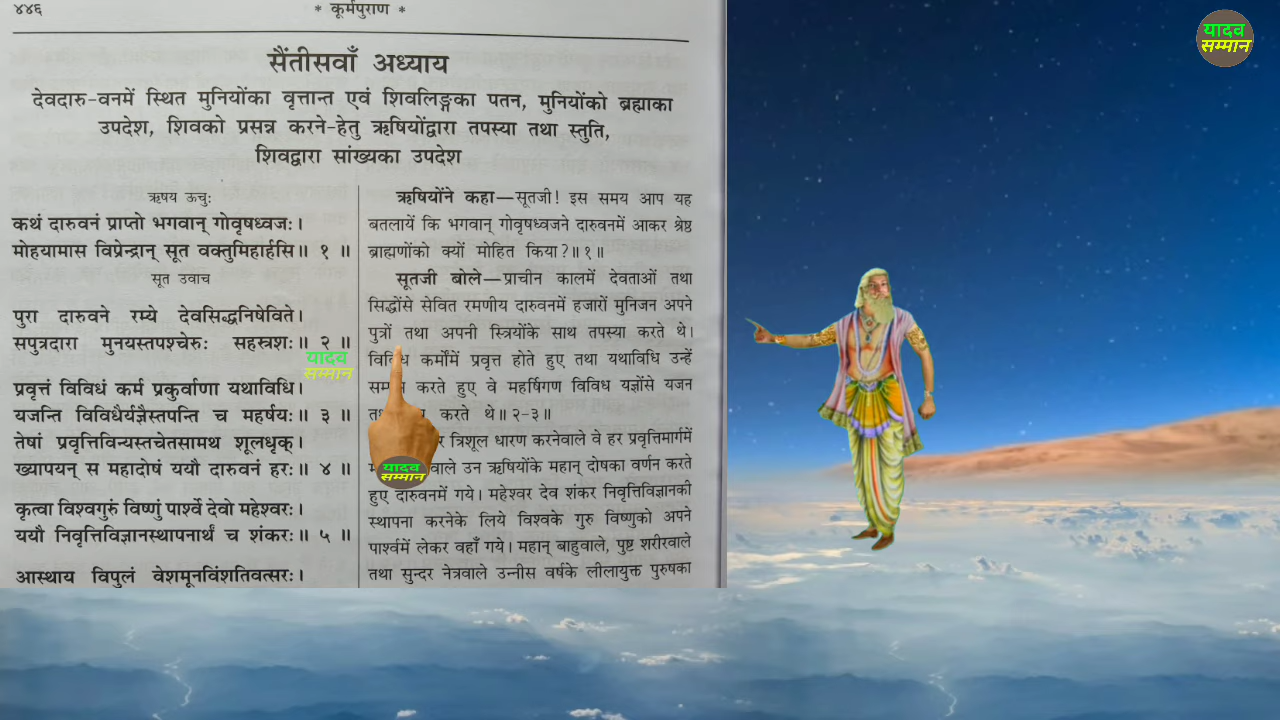 ४४६
* कूर्मपुराण *
सैंतीसवाँ अध्याय
देवदारु-वनमें स्थित मुनियोंका वृत्तान्त एवं शिवलिङ्गका पतन, मुनियोंको ब्रह्माका
उपदेश, शिवको प्रसन्न करने-हेतु ऋषियोंद्वारा तपस्या तथा स्तुति,
शिवद्वारा सांख्यका उपदेश
ऋषय ऊचुः
कथं दारुवनं प्राप्तो भगवान् गोवृषध्वजः।
मोहयामास विप्रेन्द्रान् सूत वक्तुमिहार्हसि॥ १ ॥
सूत उवाच
पुरा दारुवने रम्ये देवसिद्धनिषेविते।
सपुत्रदारा मुनयस्तपश्चेरुः सहस्रशः॥ २ ॥
प्रवृत्तं विविधं कर्म प्रकुर्वाणा यथाविधि।
यजन्ति विविधैर्यज्ञैस्तपन्ति च महर्षयः॥ ३ ॥
तेषां प्रवृत्तिविन्यस्तचेतसामथ शूलधृक्।
ख्यापयन् स महादोषं ययौ दारुवनं हरः॥ ४ ॥
कृत्वा विश्वगुरुं विष्णुं पार्श्वे देवो महेश्वरः।
ययौ निवृत्तिविज्ञानस्थापनार्थं च शंकरः॥ ५ ॥
आस्थाय विपुलं वेशमूनविंशतिवत्सरः।
ऋषियोंने कहा—सूतजी! इस समय आप यह
बतलायें कि भगवान् गोवृषध्वजने दारुवनमें आकर श्रेष्ठ
ब्राह्मणोंको क्यों मोहित किया?॥ १॥
सूतजी बोले—प्राचीन कालमें देवताओं तथा
सिद्धोंसे सेवित रमणीय दारुवनमें हजारों मुनिजन अपने
पुत्रों तथा अपनी स्त्रियोंके साथ तपस्या करते थे।
विविध कर्मोंमें प्रवृत्त होते हुए तथा यथाविधि उन्हें
करते हुए वे महर्षिगण विविध यज्ञोंसे यजन
करते थे॥ २-३॥
त्रिशूल धारण करनेवाले वे हर प्रवृत्तिमार्गमें
वाले उन ऋषियोंके महान् दोषका वर्णन करते
हुए दारुवनमें गये। महेश्वर देव शंकर निवृत्तिविज्ञानकी
स्थापना करनेके लिये विश्वके गुरु विष्णुको अपने
पार्श्वमें लेकर वहाँ गये। महान् बाहुवाले, पुष्ट शरीरवाले
तथा सुन्दर नेत्रवाले उन्नीस वर्षके लीलायुक्त पुरुषका
यादव
सम्मान
यादव
सम्मान
यादव
सम्मान